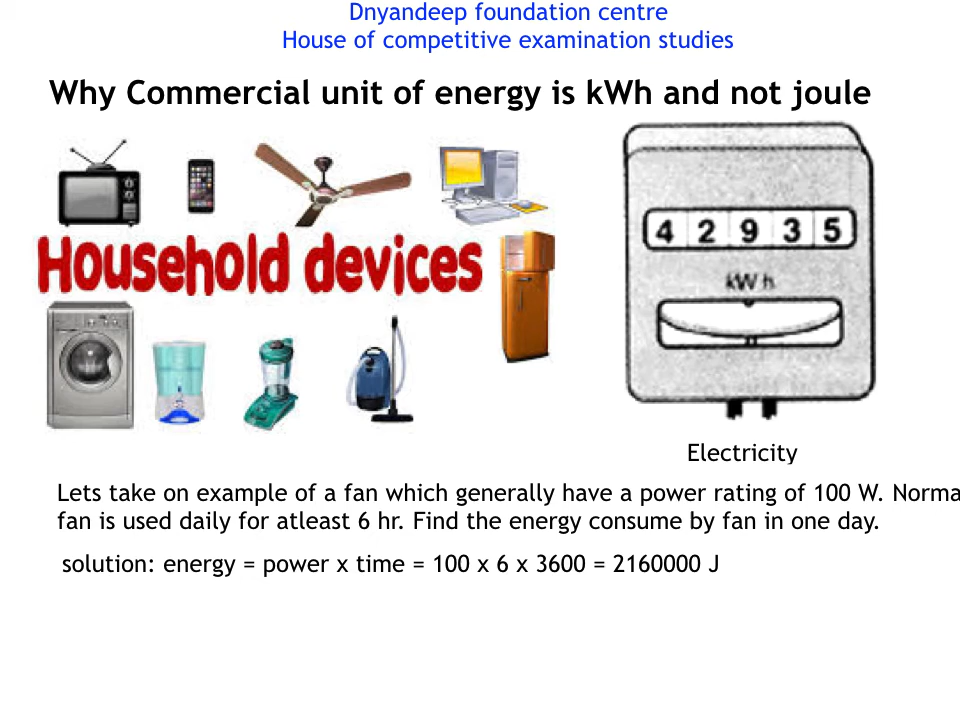 Dnyandeep foundation centre
House of competitive examination studies
Why Commercial unit of energy is kWh and not joule
Household devices
4 2 9 3 5
kW h
Electricity
Lets take on example of a fan which generally have a power rating of 100 W. Norma
fan is used daily for atleast 6 hr. Find the energy consume by fan in one day.
solution: energy = power x time = 100 x 6 x 3600 = 2160000 J